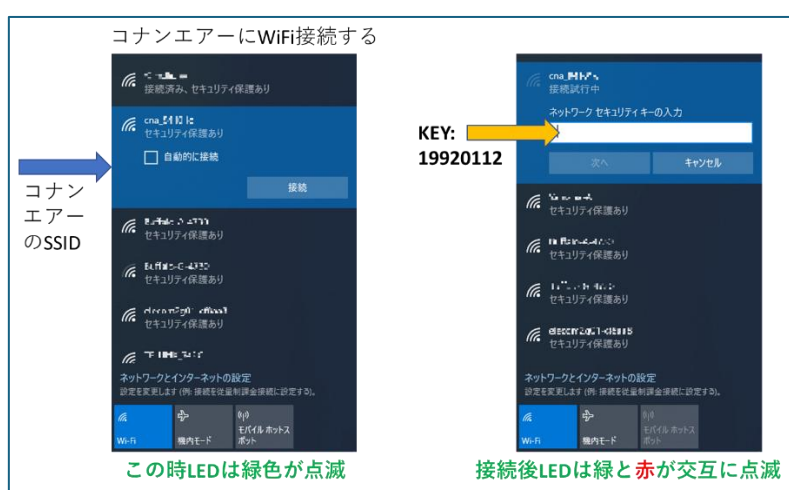 コナンエアーにWiFi接続する
接続済み、セキュリティ保護あり
セキュリティ保護あり
自動的に接続
接続
コナン
エアー
のSSID
セキュリティ保護あり
セキュリティ保護あり
セキュリティ保護あり
ネットワークとインターネットの設定
設定を変更します (例: 接続を従量制課金接続に設定する)。
Wi-Fi
機内モード
モバイル ホットス
ポット
この時LEDは緑色が点滅
接続試行中
ネットワーク セキュリティ キーの入力
KEY:
19920112
次へ
キャンセル
セキュリティ保護あり
セキュリティ保護あり
セキュリティ保護あり
セキュリティ保護あり
ネットワークとインターネットの設定
設定を変更します (例: 接続を従量制課金接続に設定する)。
Wi-Fi
機内モード
モバイル ホットス
ポット
接続後LEDは緑と赤が交互に点滅